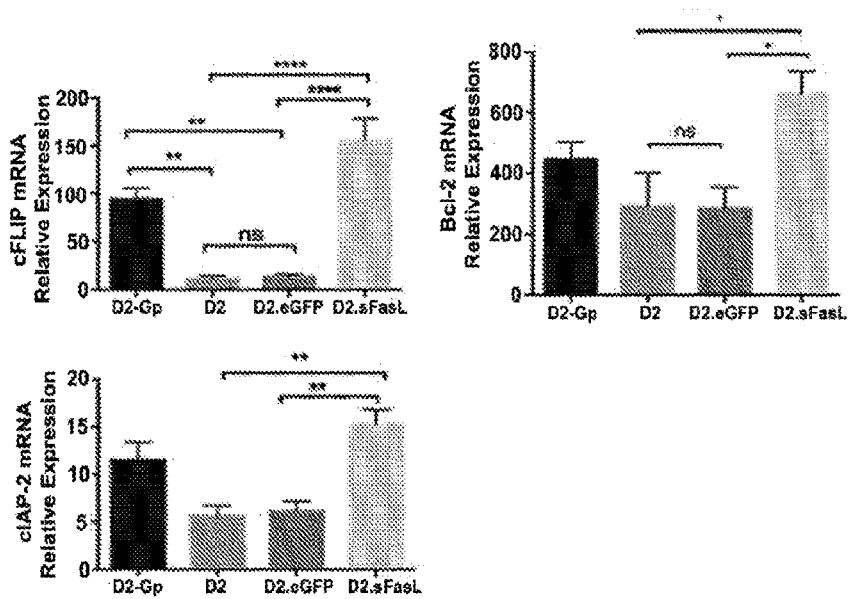 cFLIP mRNA
Relative Expression
200
150
100
50
0
****
****
**
**
ns
D2-Gp D2 D2.eGFP D2.sFasL
Bcl-2 mRNA
Relative Expression
800
600
400
200
0
*
*
ns
D2-Gp D2 D2.eGFP D2.sFasL
cIAP-2 mRNA
Relative Expression
20
15
10
5
0
**
**
D2-Gp D2 D2.eGFP D2.sFasL